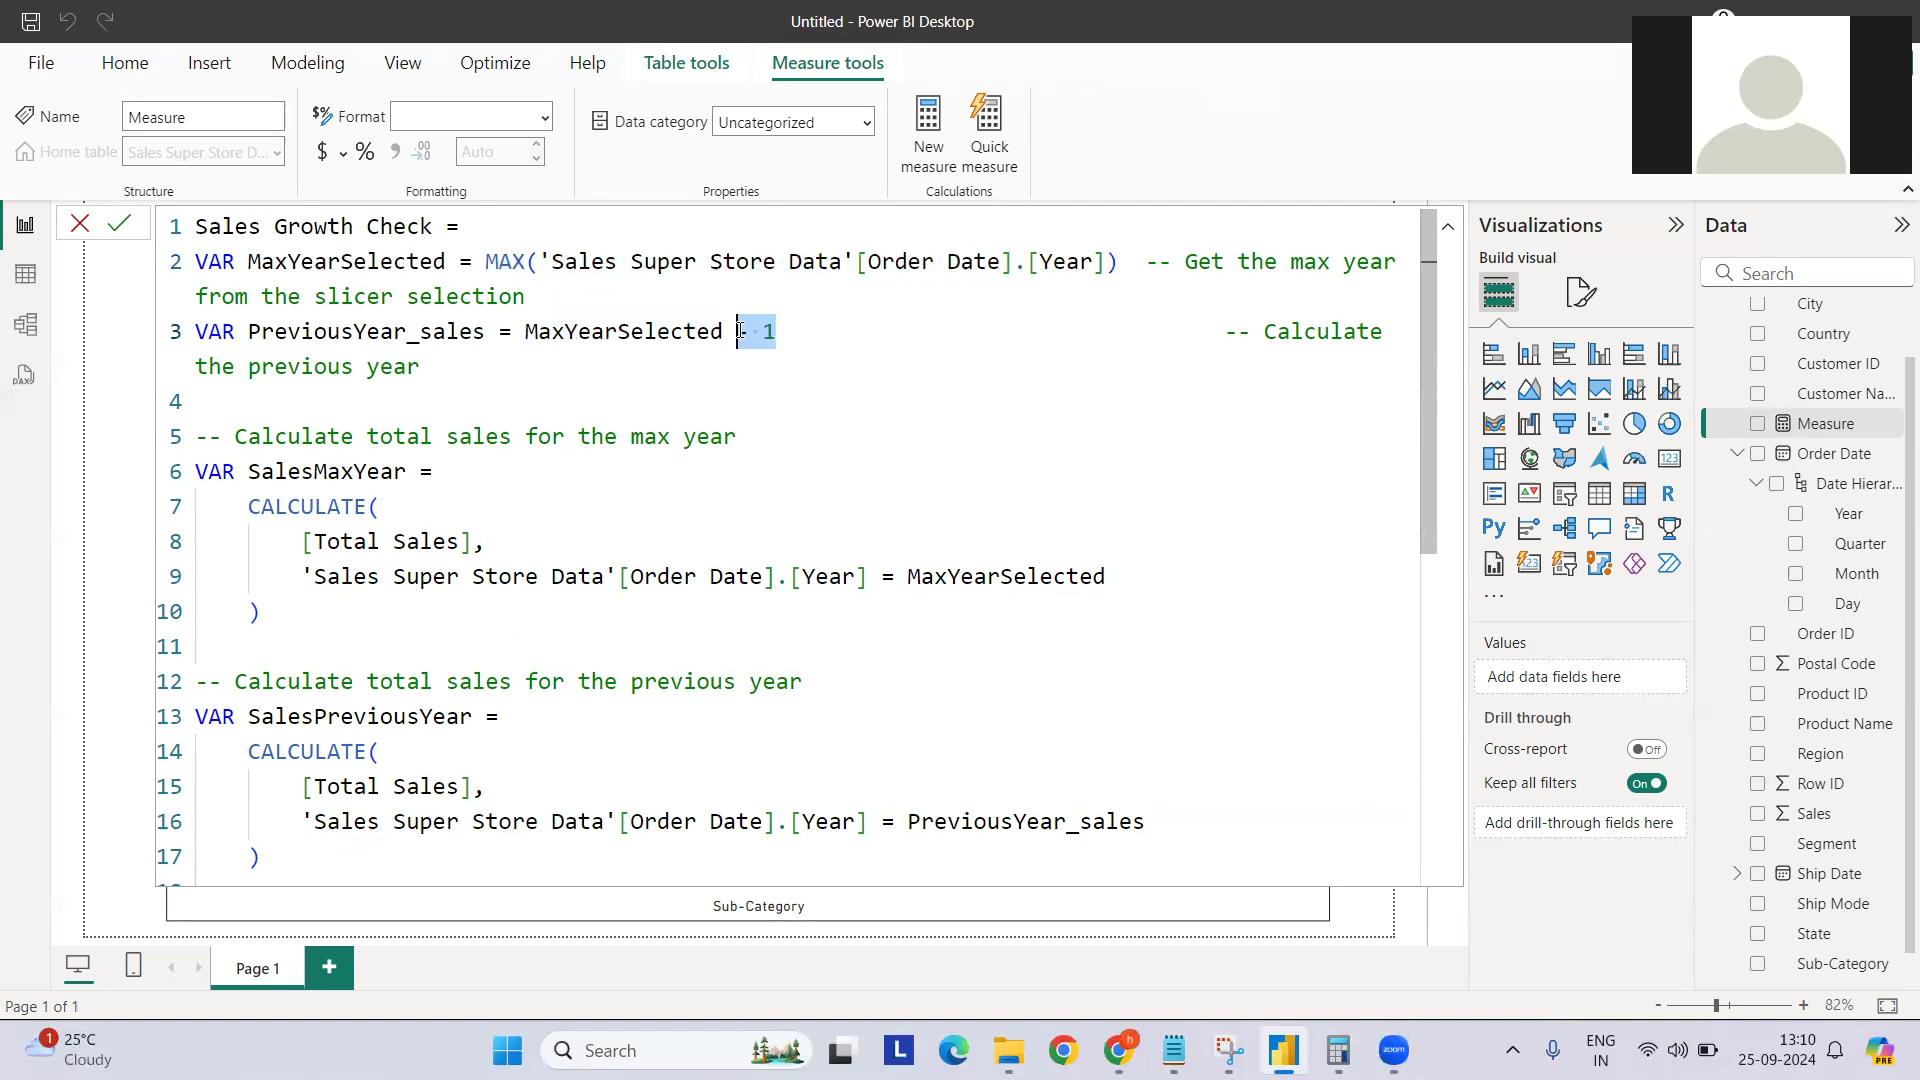 Untitled - Power BI Desktop
File Home Insert Modeling View Optimize Help Table tools Measure tools
Name Measure
Home table Sales Super Store D...
Structure
Format
$ % Auto
Formatting
Data category Uncategorized
Properties
New measure
Quick measure
Calculations
1 Sales Growth Check =
2 VAR MaxYearSelected = MAX('Sales Super Store Data'[Order Date].[Year]) -- Get the max year
from the slicer selection
3 VAR PreviousYear_sales = MaxYearSelected - 1 -- Calculate
the previous year
4
5 -- Calculate total sales for the max year
6 VAR SalesMaxYear =
7 CALCULATE(
8 [Total Sales],
9 'Sales Super Store Data'[Order Date].[Year] = MaxYearSelected
10 )
11
12 -- Calculate total sales for the previous year
13 VAR SalesPreviousYear =
14 CALCULATE(
15 [Total Sales],
16 'Sales Super Store Data'[Order Date].[Year] = PreviousYear_sales
17 )
Sub-Category
Visualizations
Build visual
Values
Add data fields here
Drill through
Cross-report Off
Keep all filters On
Add drill-through fields here
Data
Search
City
Country
Customer ID
Customer Na...
Measure
Order Date
Date Hierar...
Year
Quarter
Month
Day
Order ID
Postal Code
Product ID
Product Name
Region
Row ID
Sales
Segment
Ship Date
Ship Mode
State
Sub-Category
Page 1
Page 1 of 1
- + 82%
1 25°C
Cloudy
Search
ENG
IN
13:10
25-09-2024